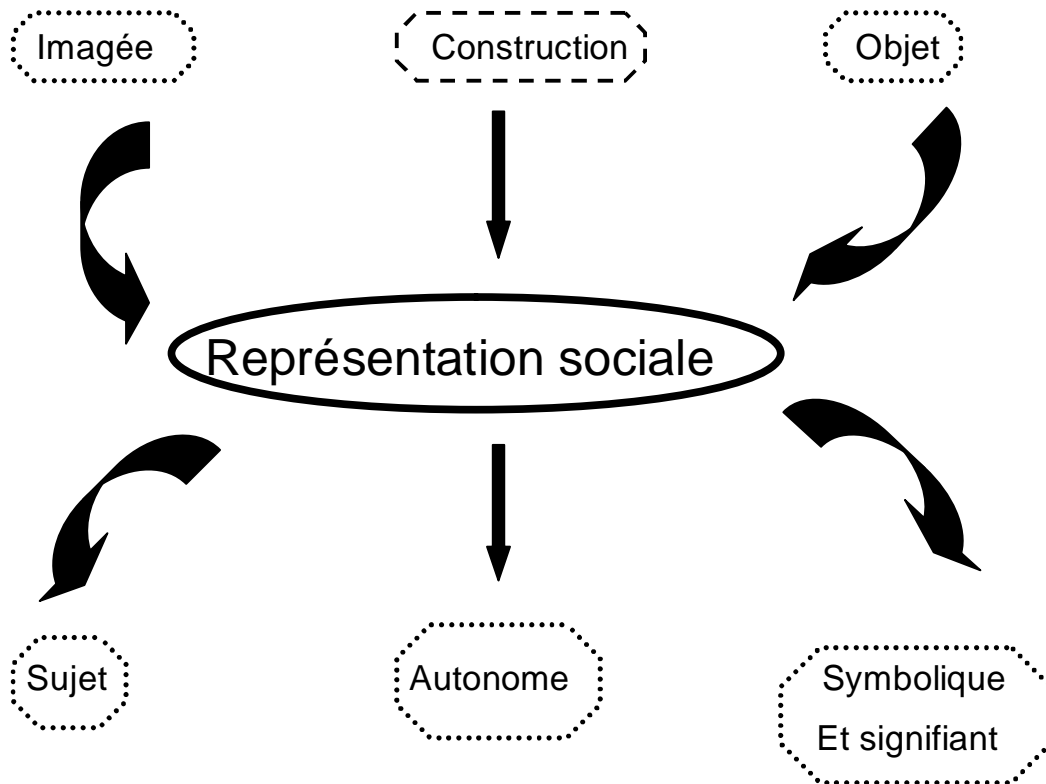 Imagée
Construction
Objet
Représentation sociale
Sujet
Autonome
Symbolique
Et signifiant